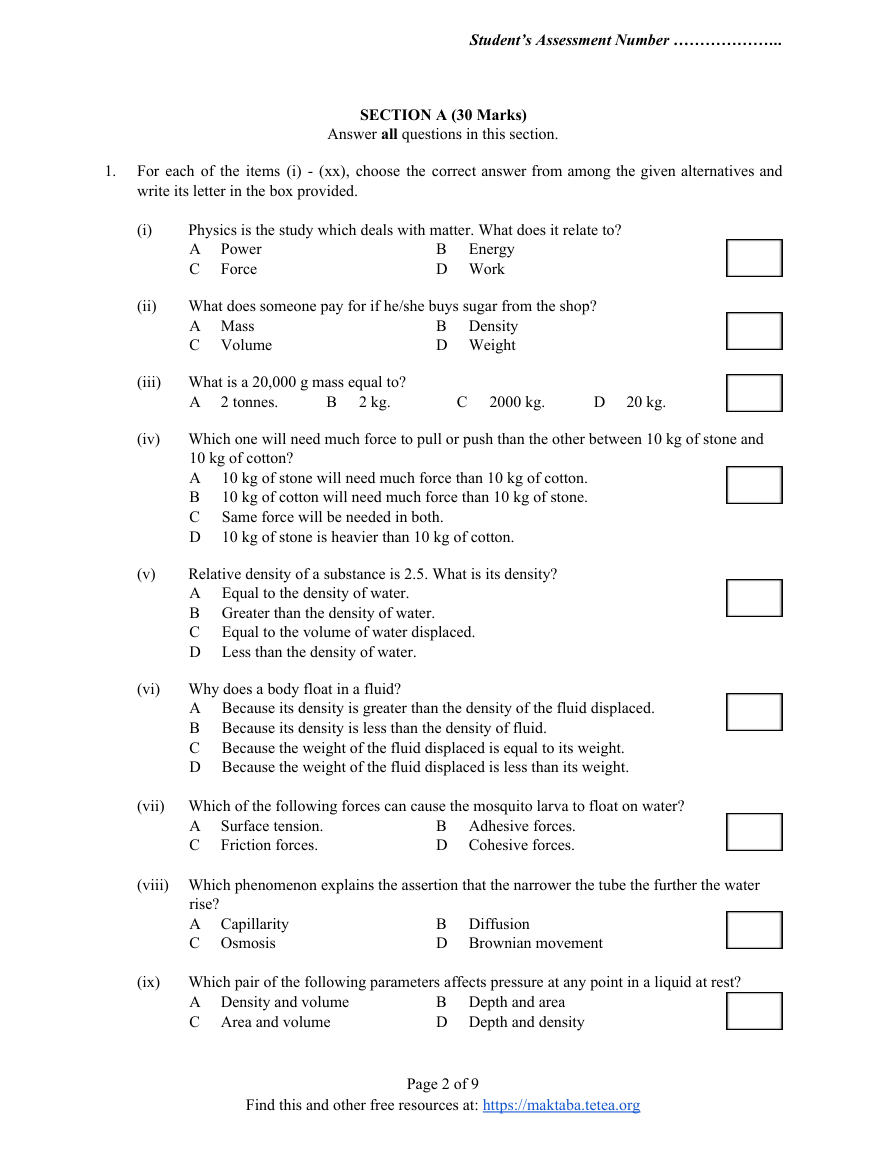 Student's Assessment Number ………………...
SECTION A (30 Marks)
Answer all questions in this section.
1. For each of the items (i) - (xx), choose the correct answer from among the given alternatives and
write its letter in the box provided.
(i) Physics is the study which deals with matter. What does it relate to?
A Power B Energy
C Force D Work
(ii) What does someone pay for if he/she buys sugar from the shop?
A Mass B Density
C Volume D Weight
(iii) What is a 20,000 g mass equal to?
A 2 tonnes. B 2 kg. C 2000 kg. D 20 kg.
(iv) Which one will need much force to pull or push than the other between 10 kg of stone and
10 kg of cotton?
A 10 kg of stone will need much force than 10 kg of cotton.
B 10 kg of cotton will need much force than 10 kg of stone.
C Same force will be needed in both.
D 10 kg of stone is heavier than 10 kg of cotton.
(v) Relative density of a substance is 2.5. What is its density?
A Equal to the density of water.
B Greater than the density of water.
C Equal to the volume of water displaced.
D Less than the density of water.
(vi) Why does a body float in a fluid?
A Because its density is greater than the density of the fluid displaced.
B Because its density is less than the density of fluid.
C Because the weight of the fluid displaced is equal to its weight.
D Because the weight of the fluid displaced is less than its weight.
(vii) Which of the following forces can cause the mosquito larva to float on water?
A Surface tension. B Adhesive forces.
C Friction forces. D Cohesive forces.
(viii) Which phenomenon explains the assertion that the narrower the tube the further the water
rise?
A Capillarity B Diffusion
C Osmosis D Brownian movement
(ix) Which pair of the following parameters affects pressure at any point in a liquid at rest?
A Density and volume B Depth and area
C Area and volume D Depth and density
Page 2 of 9
Find this and other free resources at: https://maktaba.tetea.org